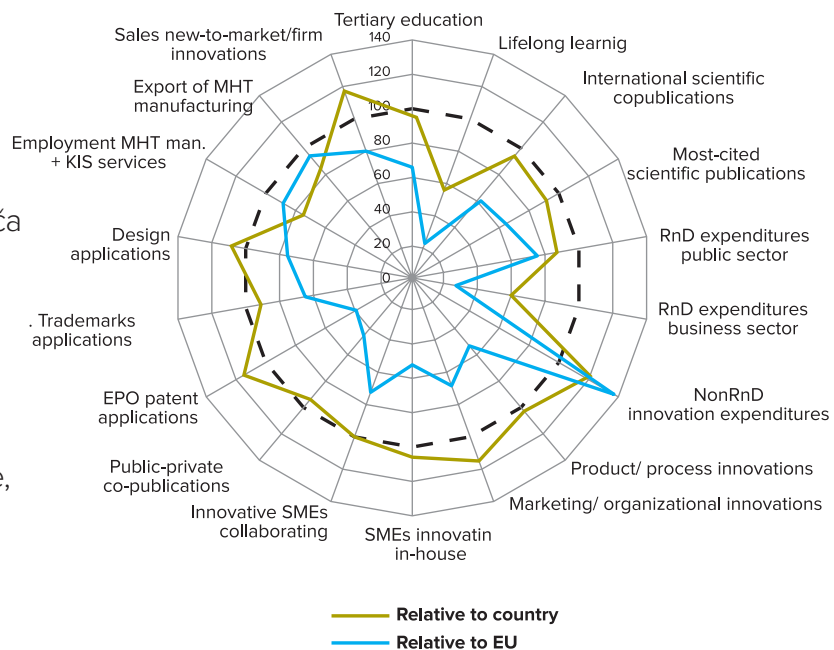 Tertiary education
140
120
100
80
60
40
20
0
Lifelong learnig
International scientific
copublications
Most-cited
scientific publications
RnD expenditures
public sector
RnD expenditures
business sector
NonRnD
innovation expenditures
Product/ process innovations
Marketing/ organizational innovations
SMEs innovatin
in-house
Innovative SMEs
collaborating
Public-private
co-publications
EPO patent
applications
. Trademarks
applications
Design
applications
Employment MHT man.
+ KIS services
Export of MHT
manufacturing
Sales new-to-market/firm
innovations
ča
e,
Relative to country
Relative to EU